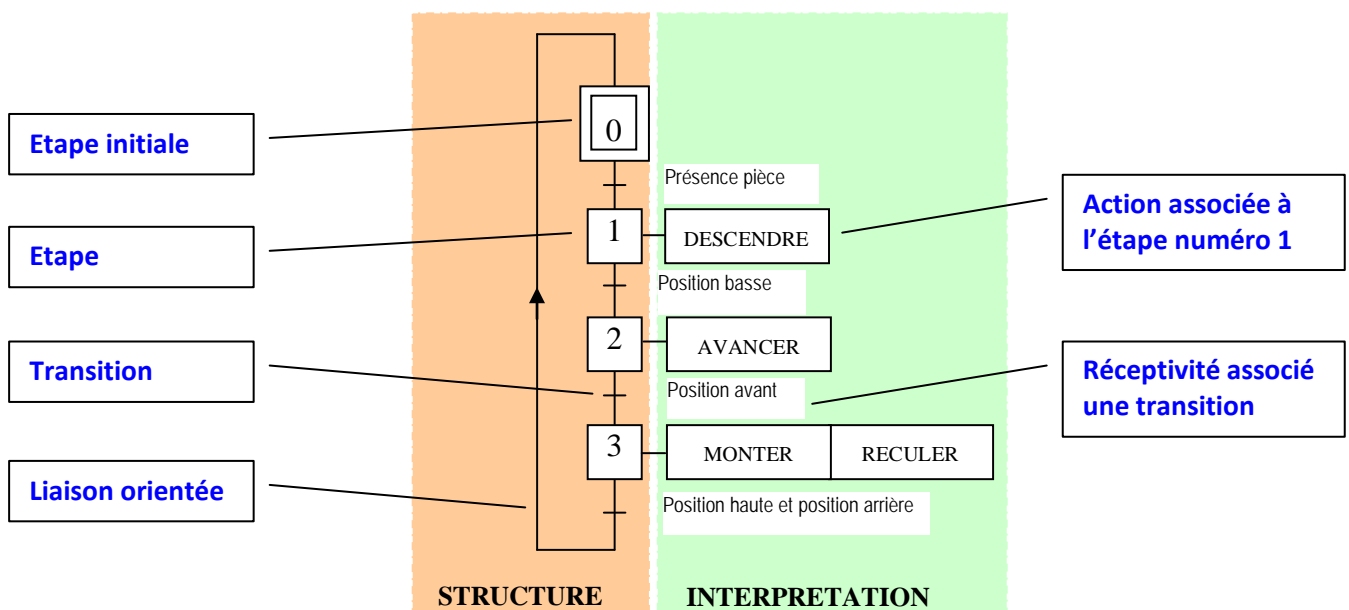 Etape initiale
Etape
Transition
Liaison orientée
0
Présence pièce
1
DESCENDRE
Position basse
2
AVANCER
Position avant
3
MONTER
RECULER
Position haute et position arrière
STRUCTURE
INTERPRETATION
Action associée à
l’étape numéro 1
Réceptivité associé
une transition